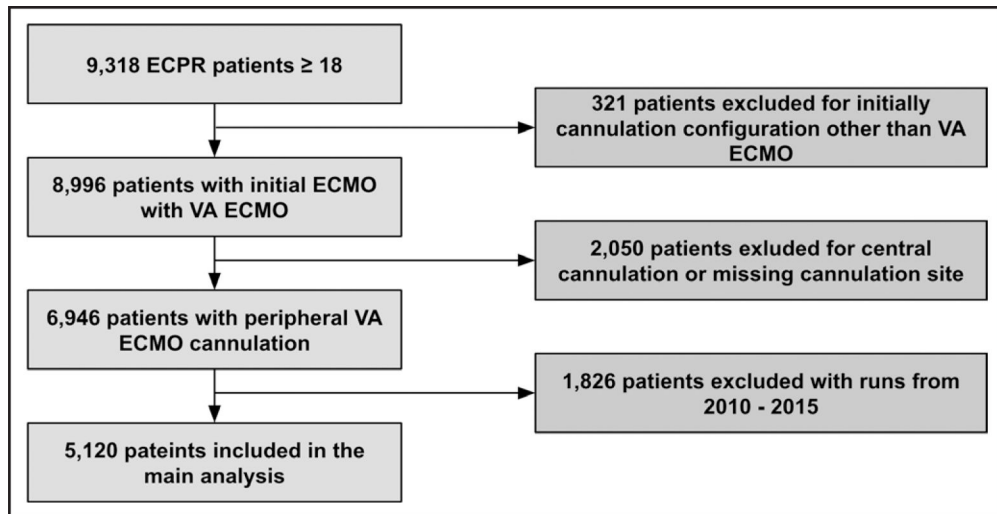 9,318 ECPR patients ≥ 18
321 patients excluded for initially
cannulation configuration other than VA
ECMO
8,996 patients with initial ECMO
with VA ECMO
2,050 patients exluded for central
cannulation or missing cannulation site
6,946 patients with peripheral VA
ECMO cannulation
1,826 patients excluded with runs from
2010 - 2015
5,120 pateints included in the
main analysis